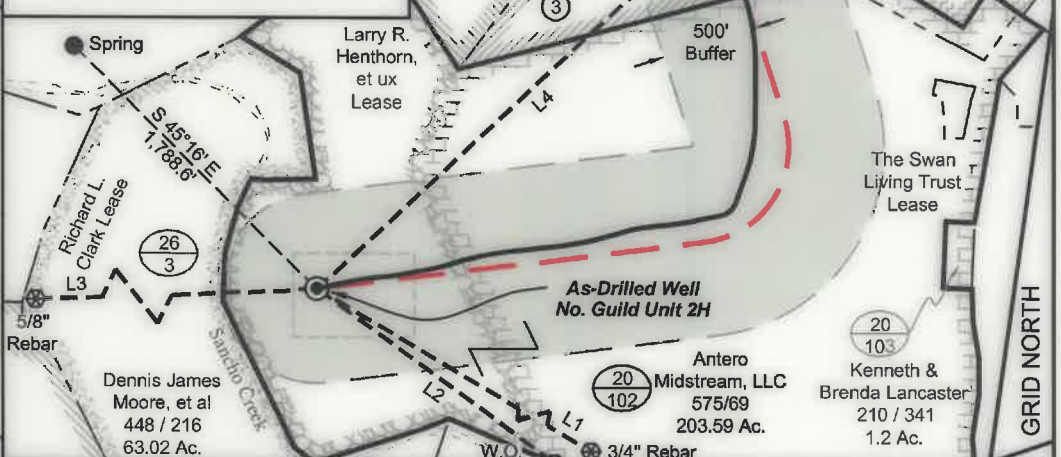 3
Spring
Larry R.
Henthorn,
et ux
Lease
500'
Buffer
L4
S 45°16' E
1,788.6'
The Swan
Living Trust
Lease
Richard L.
Clark Lease
26
3
L3
5/8"
Rebar
As-Drilled Well
No. Guild Unit 2H
Sancho Creek
Dennis James
Moore, et al
448 / 216
63.02 Ac.
L2
L1
20
102
Antero
Midstream, LLC
575/69
203.59 Ac.
20
103
Kenneth &
Brenda Lancaster
210 / 341
1.2 Ac.
GRID NORTH
W
3/4" Rebar